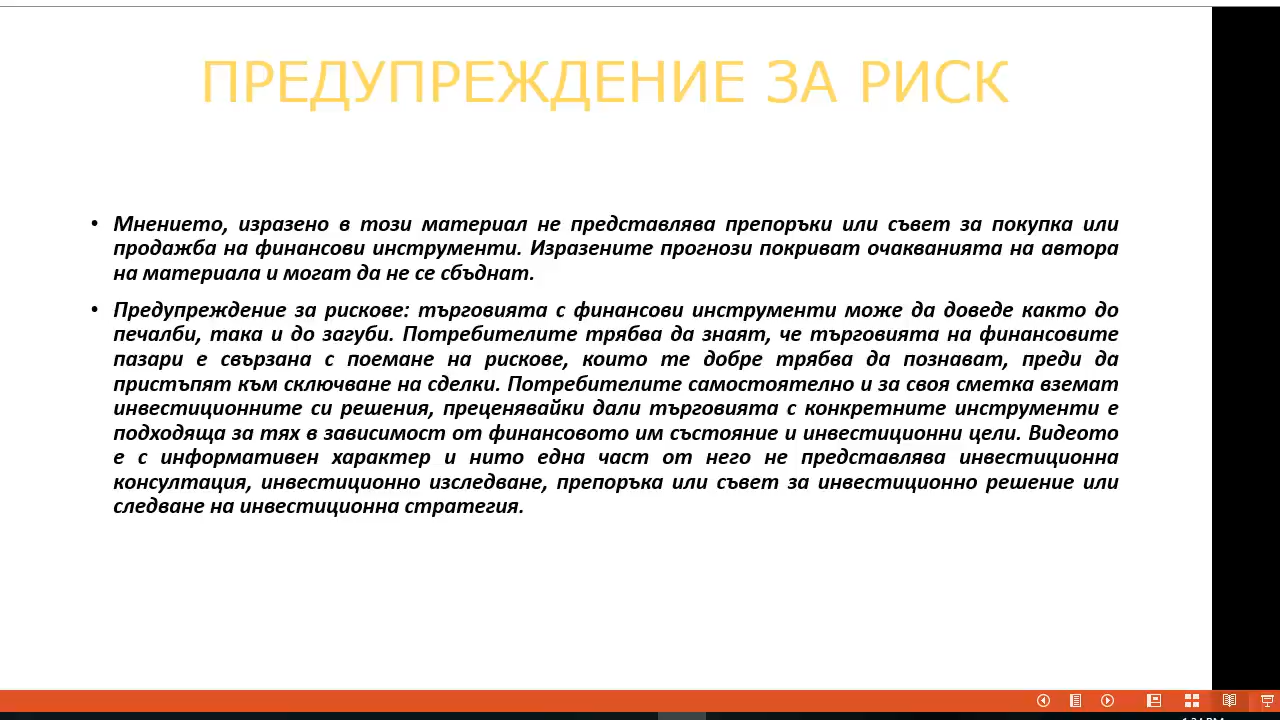 ПРЕДУПРЕЖДЕНИЕ ЗА РИСК
• Мнението, изразено в този материал не представлява препоръки или съвет за покупка или
продажба на финансови инструменти. Изразените прогнози покриват очакванията на автора
на материала и могат да не се сбъднат.
• Предупреждение за рискове: търговията с финансови инструменти може да доведе както до
печалби, така и до загуби. Потребителите трябва да знаят, че търговията на финансовите
пазари е свързана с поемане на рискове, които те добре трябва да познават, преди да
пристъпят към сключване на сделки. Потребителите самостоятелно и за своя сметка вземат
инвестиционните си решения, преценявайки дали търговията с конкретните инструменти е
подходяща за тях в зависимост от финансовото им състояние и инвестиционни цели. Видеото
е с информативен характер и нито една част от него не представлява инвестиционна
консултация, инвестиционно изследване, препоръка или съвет за инвестиционно решение или
следване на инвестиционна стратегия.